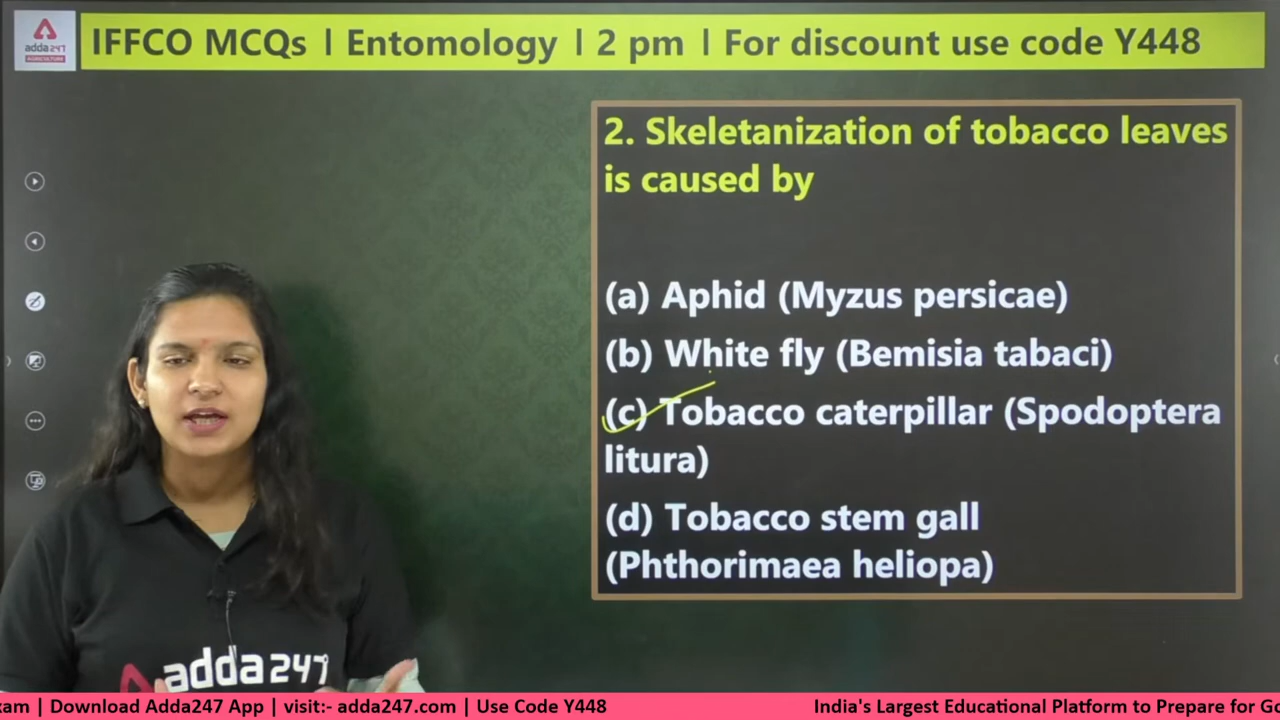 adda247
AGRICULTURE
IFFCO MCQs I Entomology I 2 pm I For discount use code Y448
2. Skeletanization of tobacco leaves
is caused by
(a) Aphid (Myzus persicae)
(b) White fly (Bemisia tabaci)
(c) Tobacco caterpillar (Spodoptera
litura)
(d) Tobacco stem gall
(Phthorimaea heliopa)
adda247
xam | Download Adda247 App | visit:- adda247.com | Use Code Y448
India's Largest Educational Platform to Prepare for Go